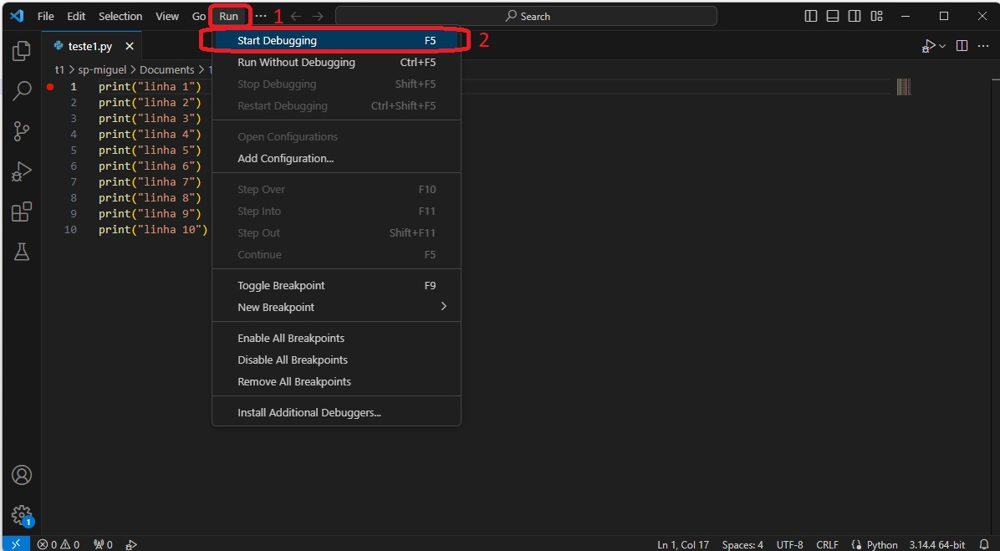 File Edit Selection View Go Run ··· 1 Search
teste1.py
Start Debugging F5 2
t1 > sp-miguel > Documents > 1
Run Without Debugging Ctrl+F5
Stop Debugging Shift+F5
Restart Debugging Ctrl+Shift+F5
Open Configurations
Add Configuration...
Step Over F10
Step Into F11
Step Out Shift+F11
Continue F5
Toggle Breakpoint F9
New Breakpoint >
Enable All Breakpoints
Disable All Breakpoints
Remove All Breakpoints
Install Additional Debuggers...
1 print("linha 1")
2 print("linha 2")
3 print("linha 3")
4 print("linha 4")
5 print("linha 5")
6 print("linha 6")
7 print("linha 7")
8 print("linha 8")
9 print("linha 9")
10 print("linha 10")
1
0 0 0 Ln 1, Col 17 Spaces: 4 UTF-8 CRLF Python 3.14.4 64-bit